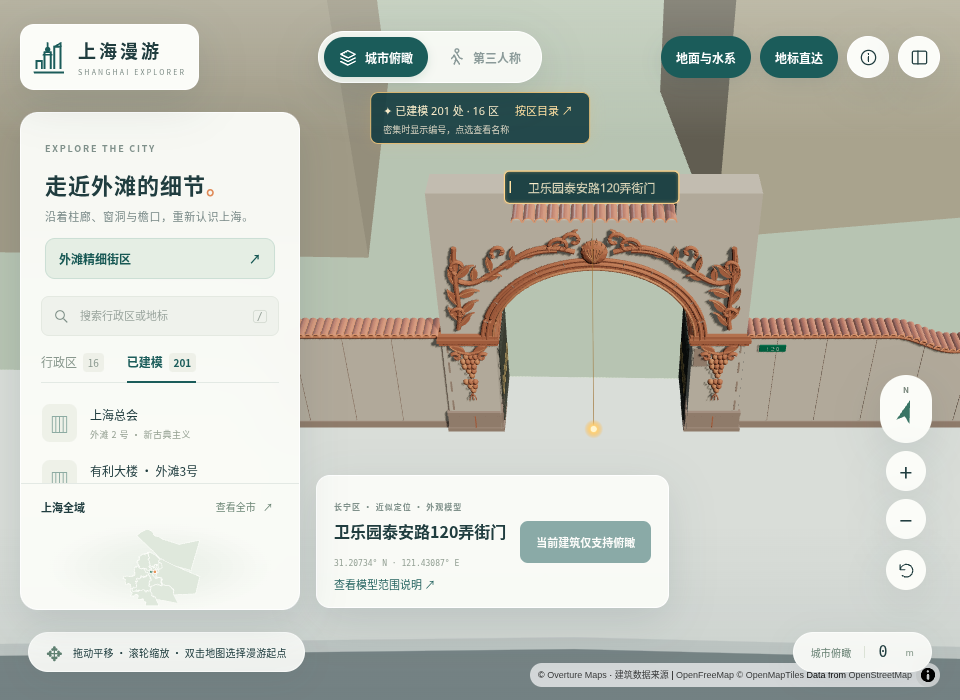 上海漫游
SHANGHAI EXPLORER
城市俯瞰
第三人称
地面与水系
地标直达
✦ 已建模 201 处 · 16 区 按区目录 ↗
密集时显示编号，点选查看名称
EXPLORE THE CITY
走近外滩的细节。
沿着柱廊、窗洞与檐口，重新认识上海。
外滩精细街区 ↗
搜索行政区或地标 /
行政区 16
已建模 201
上海总会
外滩 2 号 · 新古典主义
有利大楼 · 外滩3号
上海全域
查看全市 ↗
卫乐园泰安路120弄街门
120
N
+
−
长宁区 · 近似定位 · 外观模型
卫乐园泰安路120弄街门
31.20734° N · 121.43087° E
查看模型范围说明 ↗
当前建筑仅支持俯瞰
拖动平移 · 滚轮缩放 · 双击地图选择漫游起点
城市俯瞰 0 m
© Overture Maps · 建筑数据来源 | OpenFreeMap © OpenMapTiles Data from OpenStreetMap